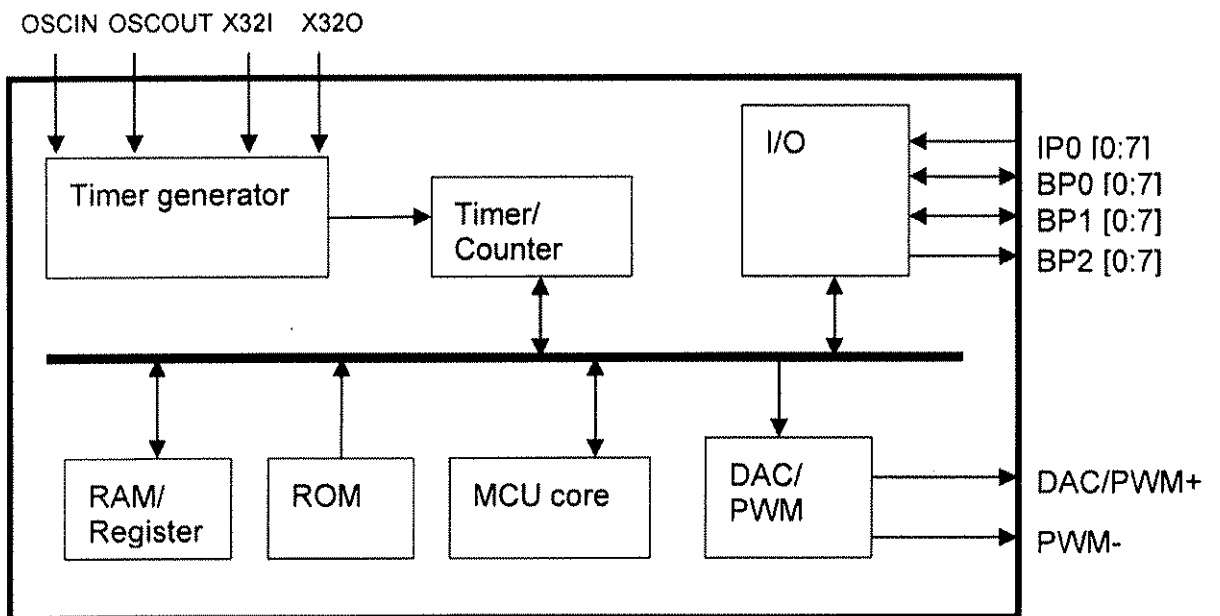 OSCIN OSCOUT X32I X32O
Timer generator
Timer/
Counter
I/O
IP0 [0:7]
BP0 [0:7]
BP1 [0:7]
BP2 [0:7]
RAM/
Register
ROM
MCU core
DAC/
PWM
DAC/PWM+
PWM-